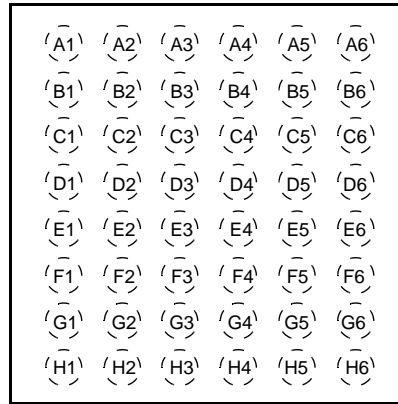 A1 A2 A3 A4 A5 A6
B1 B2 B3 B4 B5 B6
C1 C2 C3 C4 C5 C6
D1 D2 D3 D4 D5 D6
E1 E2 E3 E4 E5 E6
F1 F2 F3 F4 F5 F6
G1 G2 G3 G4 G5 G6
H1 H2 H3 H4 H5 H6